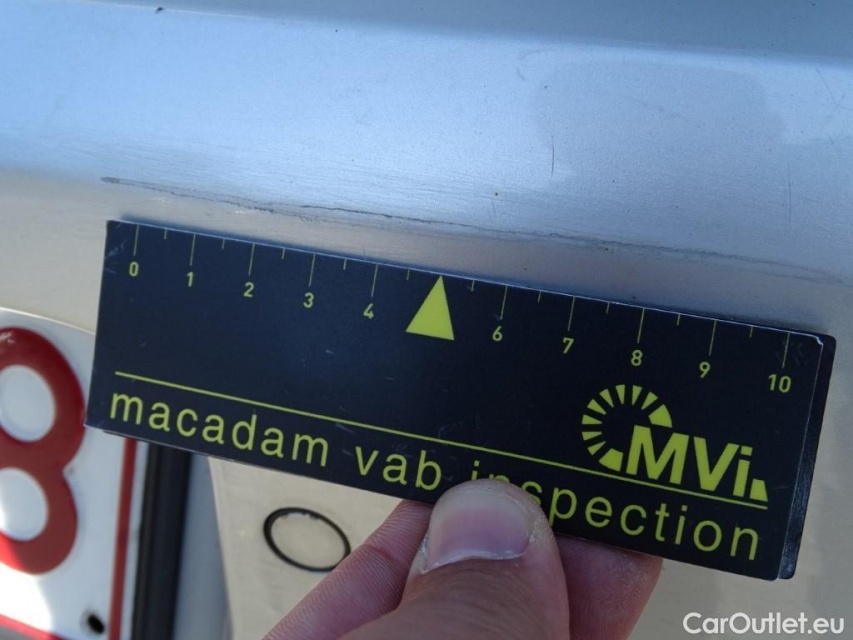 0 1 2 3 4 6 7 8 9 10
MVi
macadam vab inspection
8
CarOutlet.eu